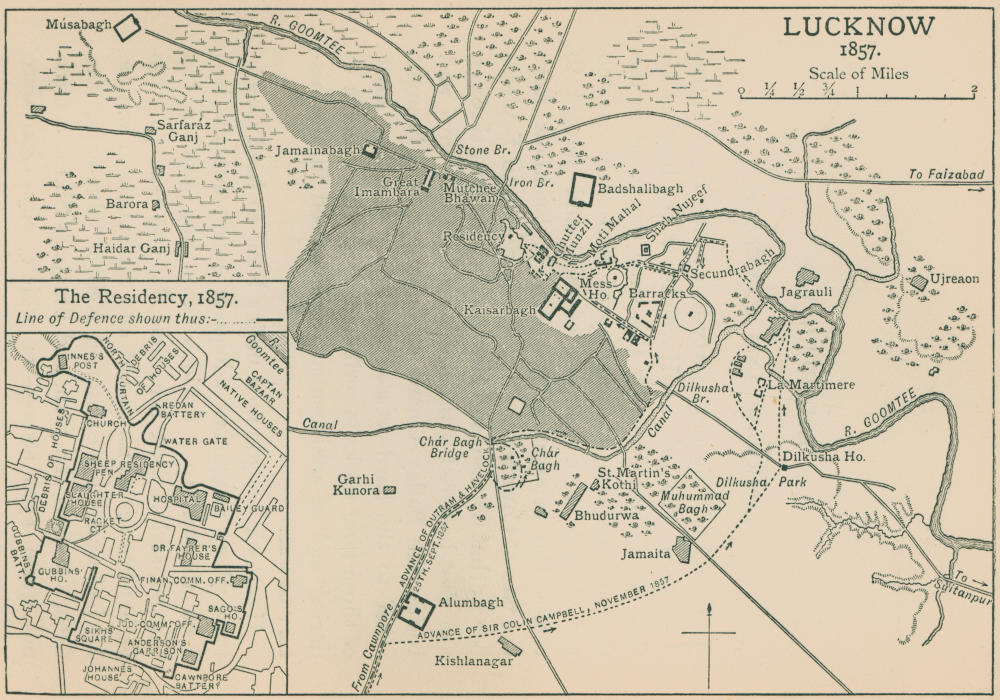 LUCKNOW
1857.
Scale of Miles
0 1/4 1/2 3/4 1 2
Músabagh
R. GOOMTEE
Sarfaráz
Ganj
Jamainabagh
Stone Br.
Great
Imambara
Mutchee
Bhawan
Iron Br.
Badshalibagh
To Faizabad
Barora
Haidar Ganj
Residency
Chutter
Munzil
Moti Mahal
Shah Nujeef
Secundrabagh
Mess
Ho.
Barracks
Kaisarbagh
Jagrauli
Ujreaon
La Martimere
Dilkusha
Br.
R. GOOMTEE
Canal
Canal
Chár Bagh
Bridge
Chár
Bagh
Dilkusha Ho.
Dilkusha Park
St. Martin's
Kothi
Muhummad
Bagh
Garhi
Kunora
Bhudurwa
Jamaita
ADVANCE OF OUTRAM & HAVELOCK
25TH. SEPT. 1857
Alumbagh
ADVANCE OF SIR COLIN CAMPBELL, NOVEMBER 1857
Kishlanagar
From Cawnpore
To
Sultanpur
The Residency, 1857.
Line of Defence shown thus:-
R.
Goomtee
INNES'S
POST
NORTH CURTAIN
DEBRIS
OF HOUSES
CAPTAN
BAZAAR
NATIVE HOUSES
REDAN
BATTERY
CHURCH
WATER GATE
DEBRIS OF HOUSES
SHEEP
PEN
RESIDENCY
SLAUGHTER
HOUSE
HOSPITAL
BAILEY GUARD
RACKET
CT.
GUBBINS
BATT.
GUBBINS'
HO.
DR. FAYRER'S
HOUSE
FINAN. COMM. OFF.
SAGO'S
HO.
JUD. COMM. OFF.
SIKHS
SQUARE
ANDERSON'S
GARRISON
JOHANNES
HOUSE
CAWNPORE
BATTERY